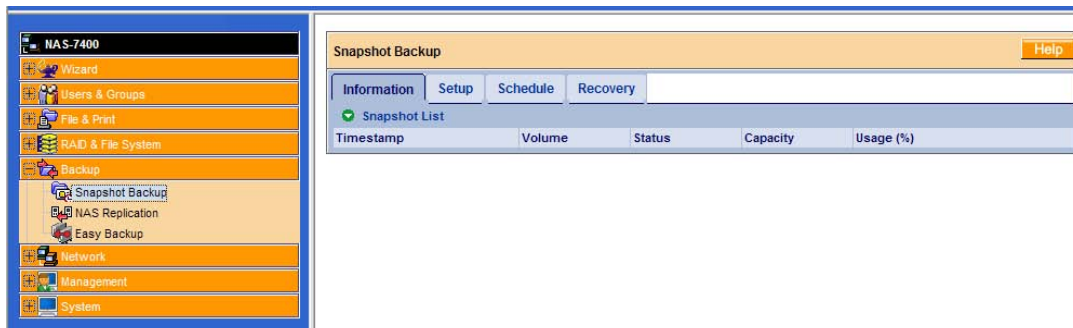 NAS-7400
Wizard
Users & Groups
File & Print
RAID & File System
Backup
Snapshot Backup
NAS Replication
Easy Backup
Network
Management
System
Snapshot Backup
Help
Information Setup Schedule Recovery
Snapshot List
Timestamp Volume Status Capacity Usage (%)